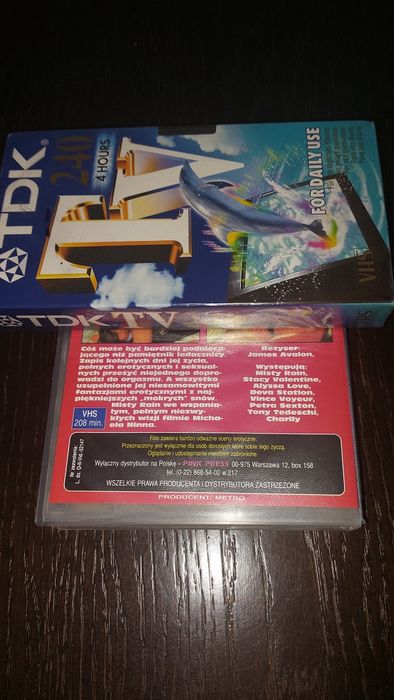 TDK®
240
4 HOURS
TV
FOR DAILY USE
VHS
TDK TV
Cóż może być bardziej podnieca-
jącego niż pamiętnik ladacznicy.
Zapis kolejnych dni jej życia,
pełnych erotycznych i seksual-
nych przeżyć niejednego dopro-
wadzi do orgazmu. A wszystko
uzupełnione jej niesamowitymi
fantazjami erotycznymi z naj-
piękniejszych „mokrych” snów
Misty Rain we wspania-
łym, pełnym niezwy-
kłych wizji filmie Micha-
ela Ninna.
Reżyser:
James Avalon.
Występują:
Misty Rain,
Stacy Valentine,
Alyssa Love,
Dova Station,
Vince Voyeur,
Petra Sexton,
Tony Tedeschi,
Charlly
VHS
208 min.
Film zawiera bardzo odważne sceny erotyczne.
Przeznaczony jest wyłącznie dla osób dorosłych które sobie tego życzą.
Oglądanie i udostępnianie nieletnim zabronione.
Wyłączny dystrybutor na Polskę - PINK PRESS 00-975 Warszawa 12, box 158
tel. (0-22) 868-54-02 w.217
WSZELKIE PRAWA PRODUCENTA I DYSTRYBUTORA ZASTRZEŻONE
PRODUCENT: METRO